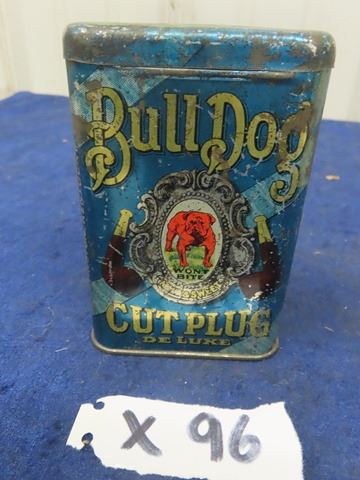 Bull Dog
WON'T
BITE
CUT PLUG
DE LUXE
X 96